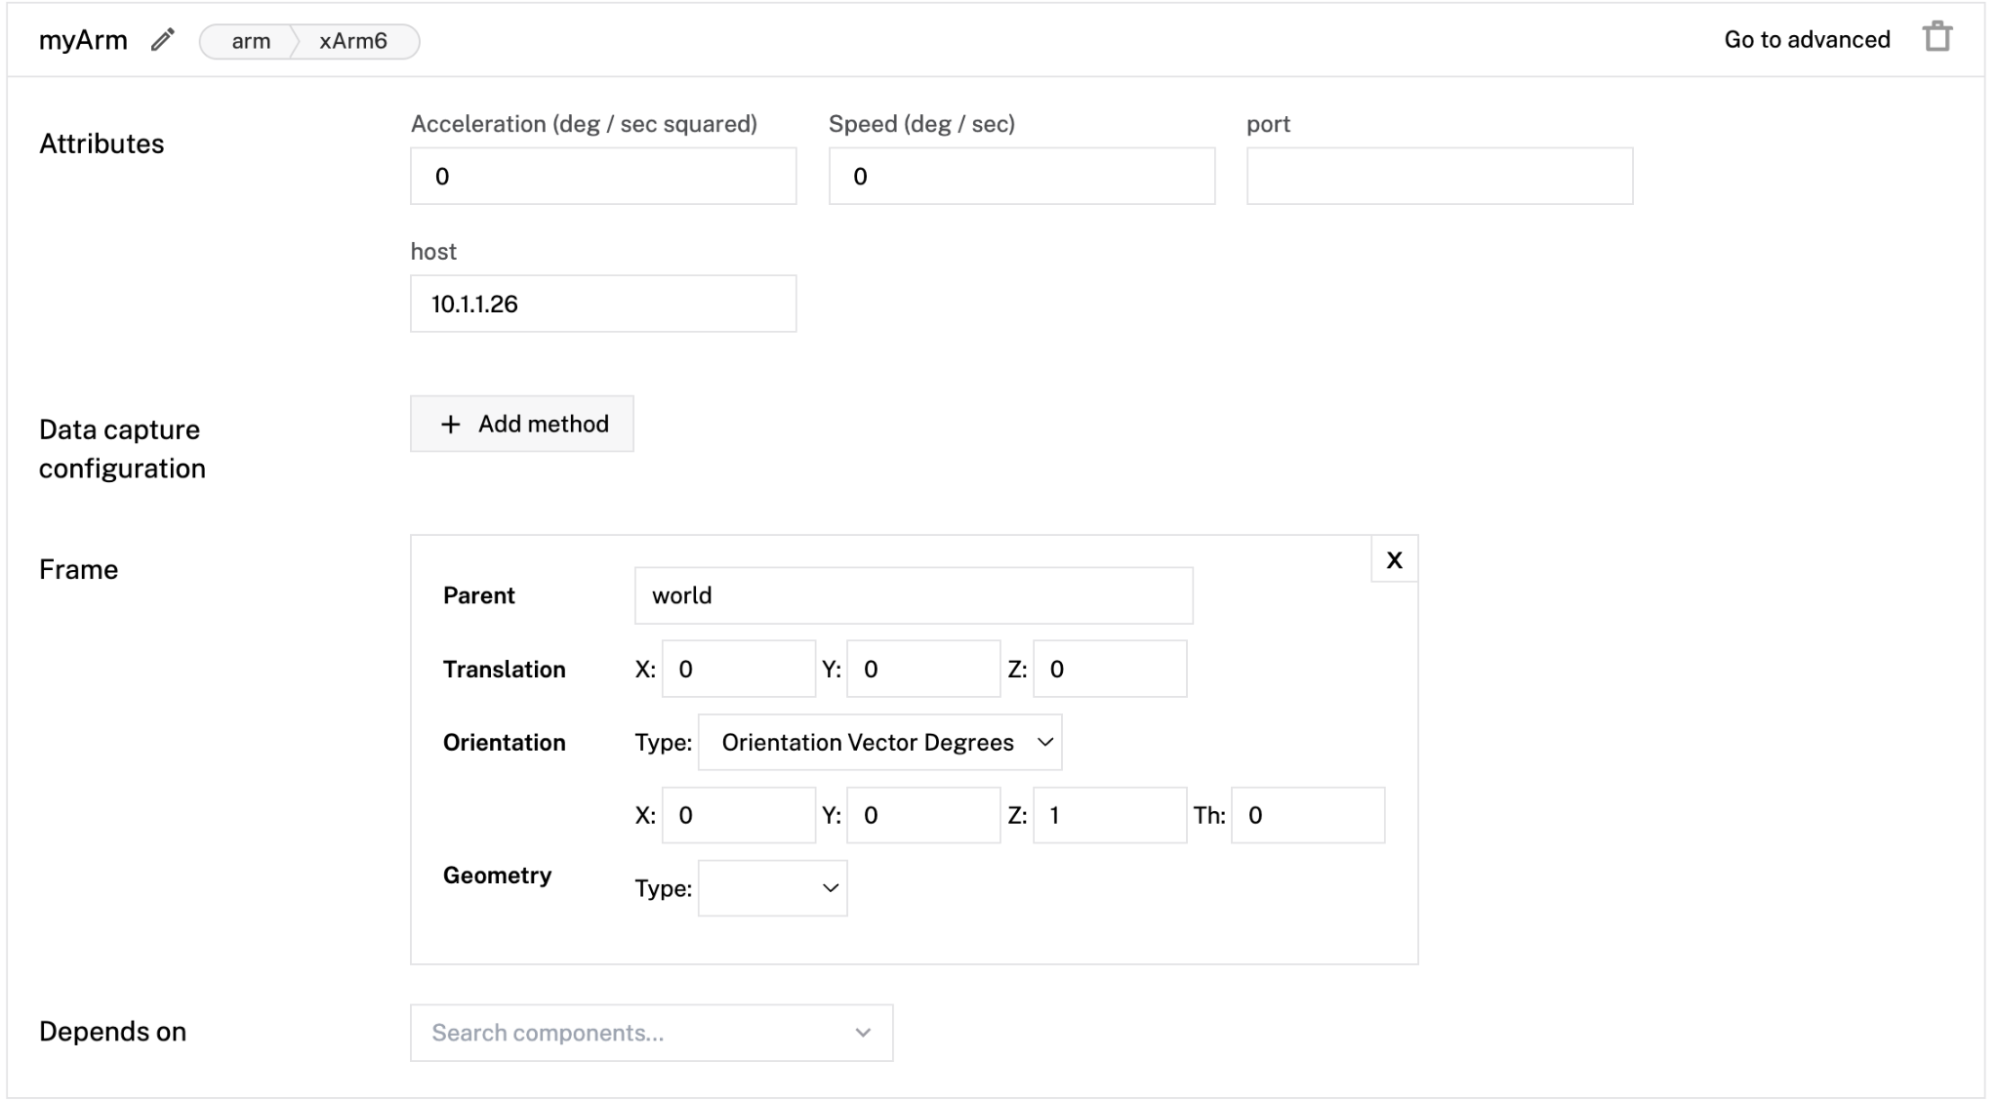 myArm arm xArm6 Go to advanced
Attributes
Acceleration (deg / sec squared) Speed (deg / sec) port
0 0
host
10.1.1.26
Data capture
configuration
+ Add method
Frame
X
Parent world
Translation X: 0 Y: 0 Z: 0
Orientation Type: Orientation Vector Degrees
X: 0 Y: 0 Z: 1 Th: 0
Geometry Type:
Depends on Search components...